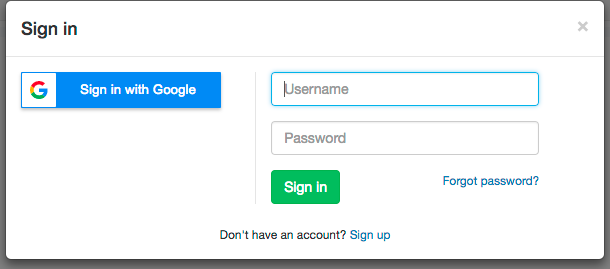 Sign in
×
Sign in with Google
Username
Password
Sign in
Forgot password?
Don't have an account? Sign up